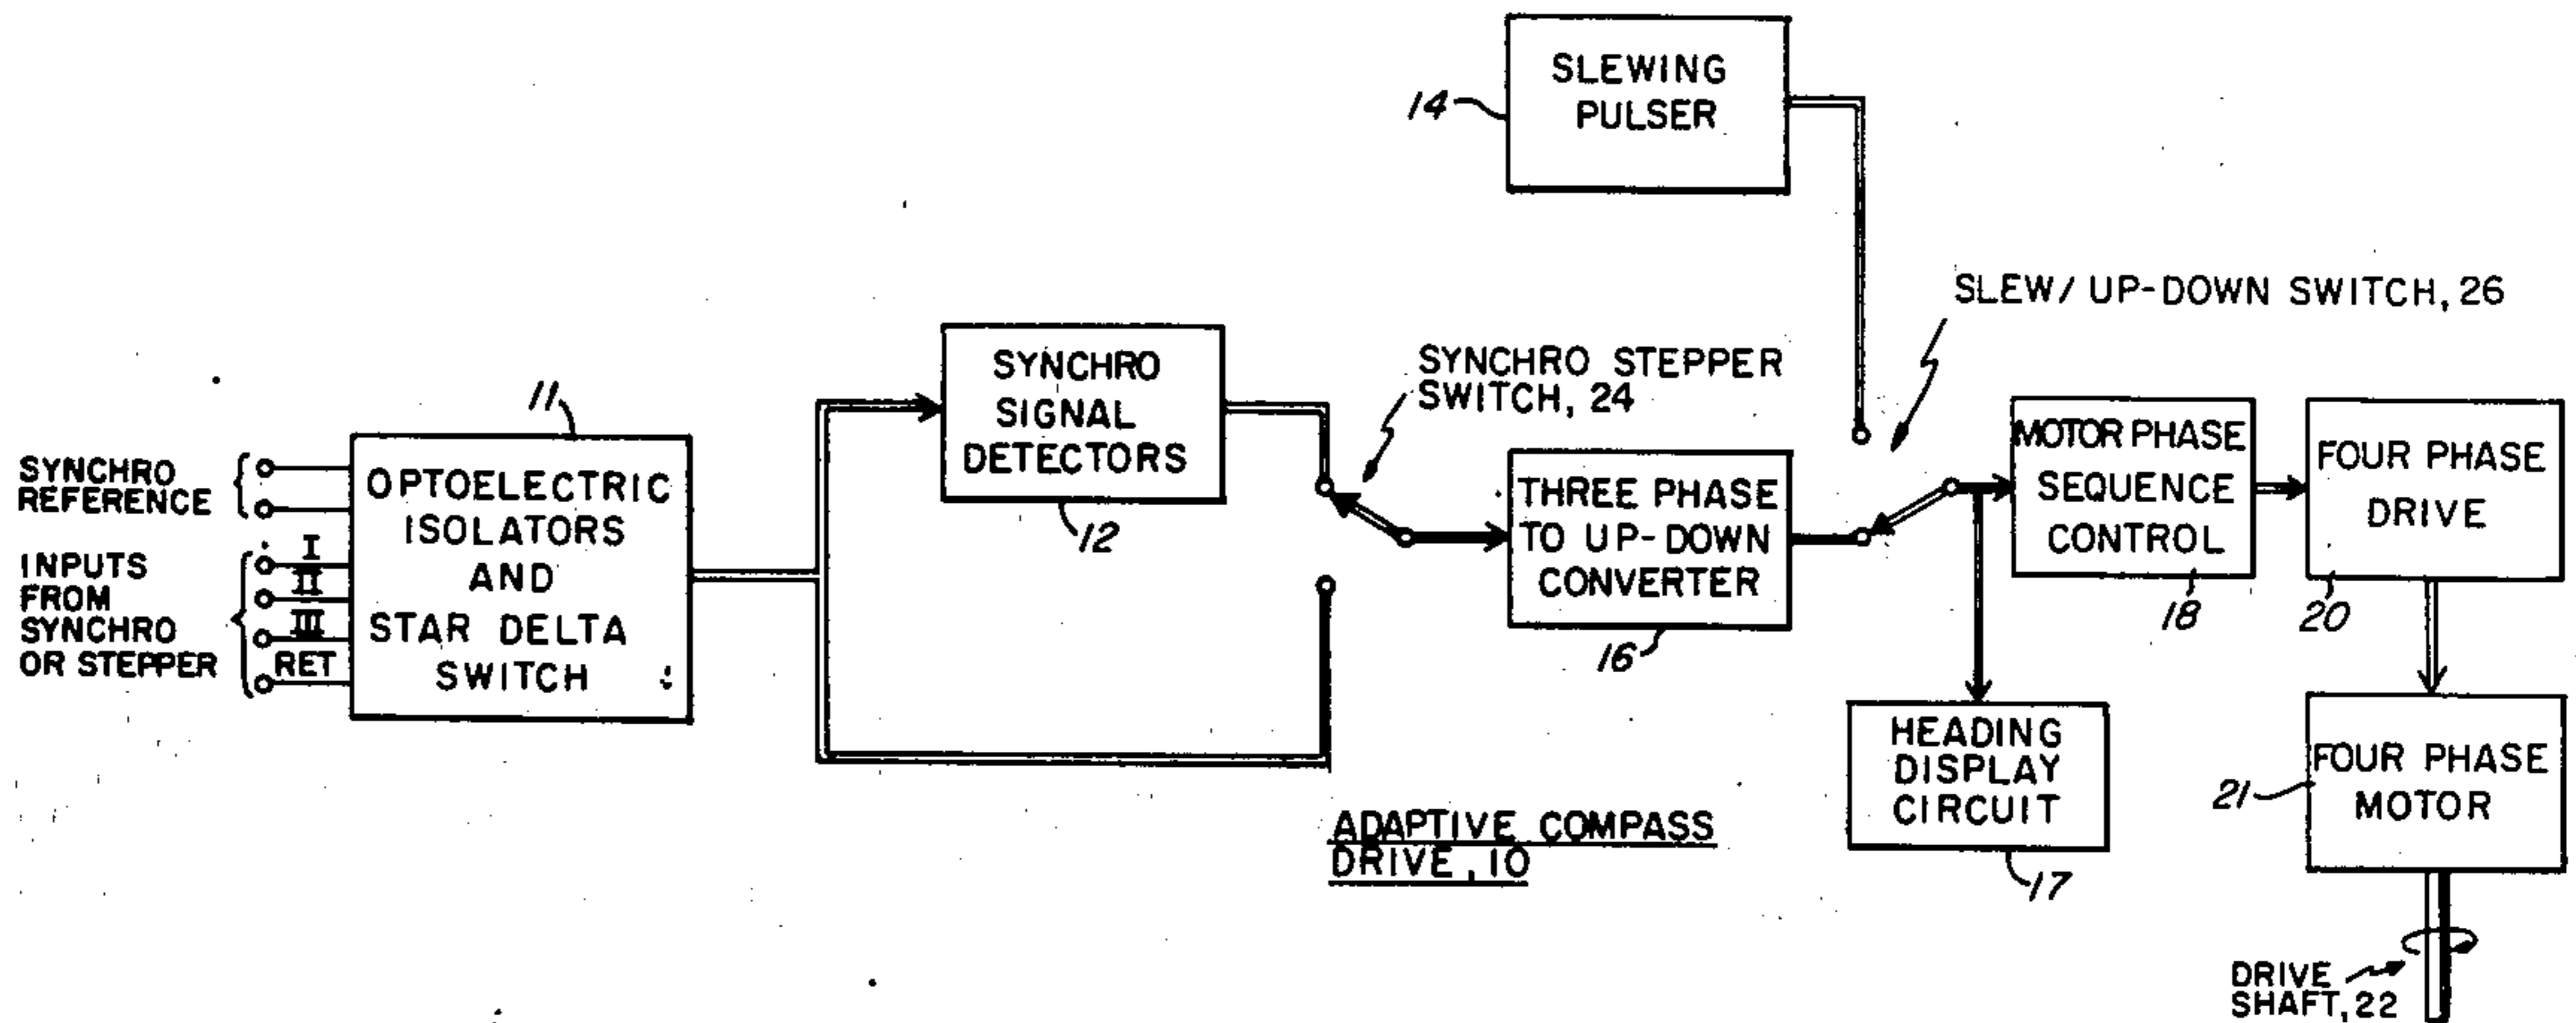 SLEWING
PULSER
14
SLEW/ UP-DOWN SWITCH, 26
SYNCHRO STEPPER
SWITCH, 24
SYNCHRO
SIGNAL
DETECTORS
12
11
SYNCHRO
REFERENCE
INPUTS
FROM
SYNCHRO
OR STEPPER
I
II
III
RET
OPTOELECTRIC
ISOLATORS
AND
STAR DELTA
SWITCH
THREE PHASE
TO UP-DOWN
CONVERTER
16
MOTOR PHASE
SEQUENCE
CONTROL
18
FOUR PHASE
DRIVE
20
HEADING
DISPLAY
CIRCUIT
17
FOUR PHASE
MOTOR
21
ADAPTIVE COMPASS
DRIVE, 10
DRIVE
SHAFT, 22